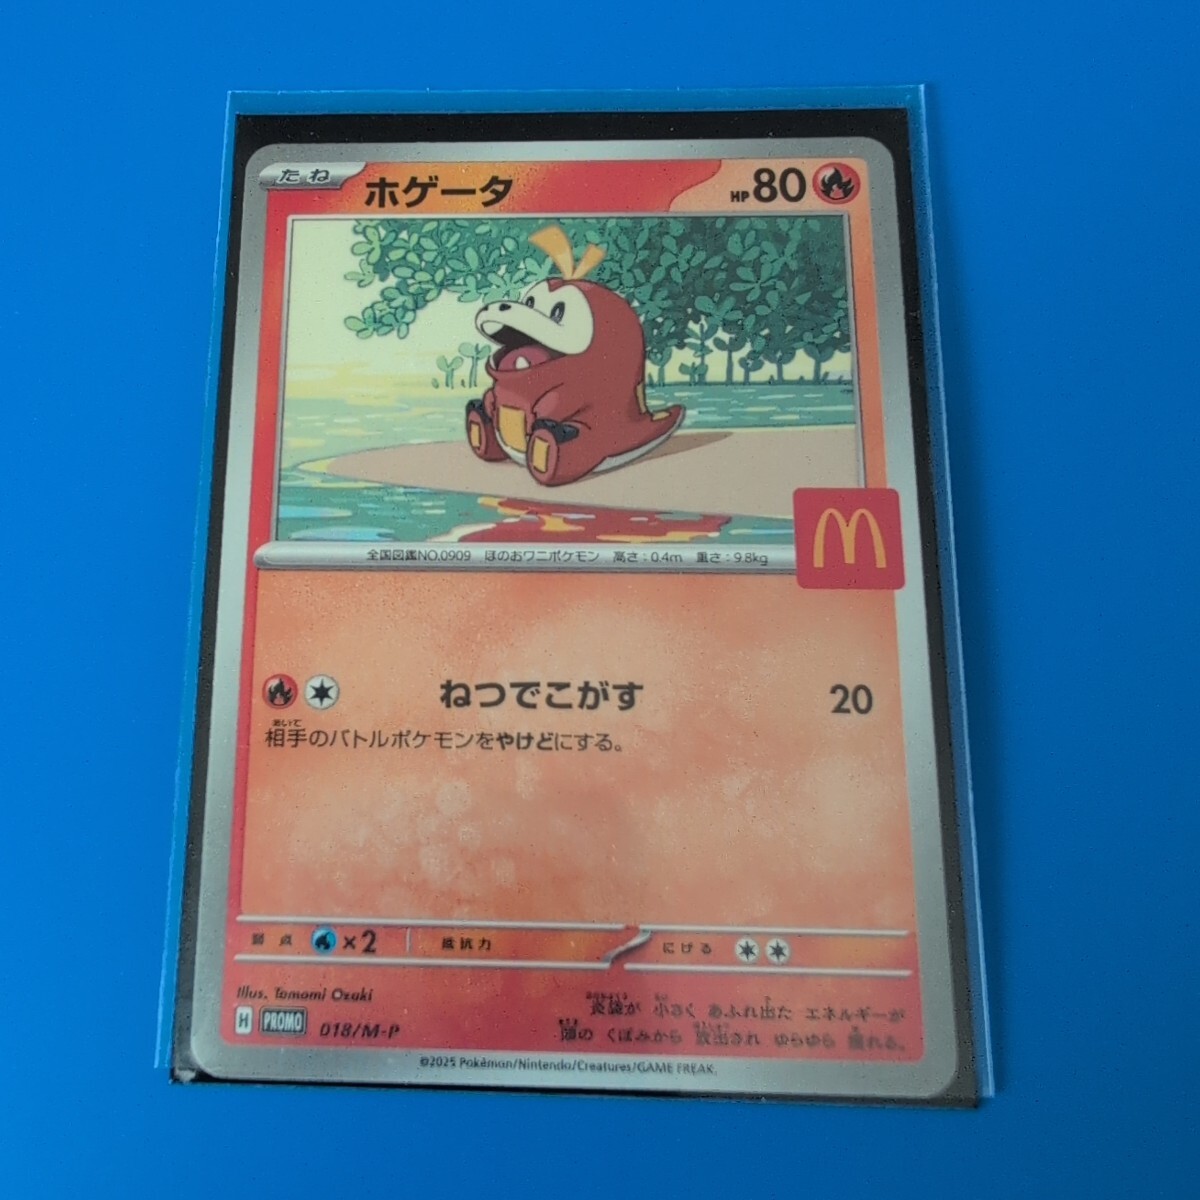 たね ホゲータ HP80
全国図鑑NO.0909 ほのおワニポケモン 高さ:0.4m 重さ:9.8kg
ねつでこがす 20
あいて
相手のバトルポケモンをやけどにする。
弱点 ×2 抵抗力 にげる
Illus. Tomomi Ozaki
炎袋が 小さく あふれ出た エネルギーが
頭の くぼみから 放出され ゆらゆら 揺れる。
H PROMO 018/M-P
©2025 Pokémon/Nintendo/Creatures/GAME FREAK.